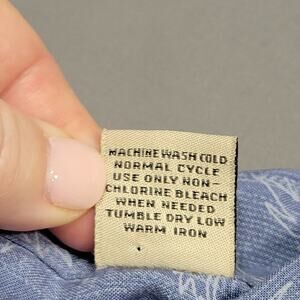 MACHINE WASH COLD
NORMAL CYCLE
USE ONLY NON-
CHLORINE BLEACH
WHEN NEEDED
TUMBLE DRY LOW
WARM IRON